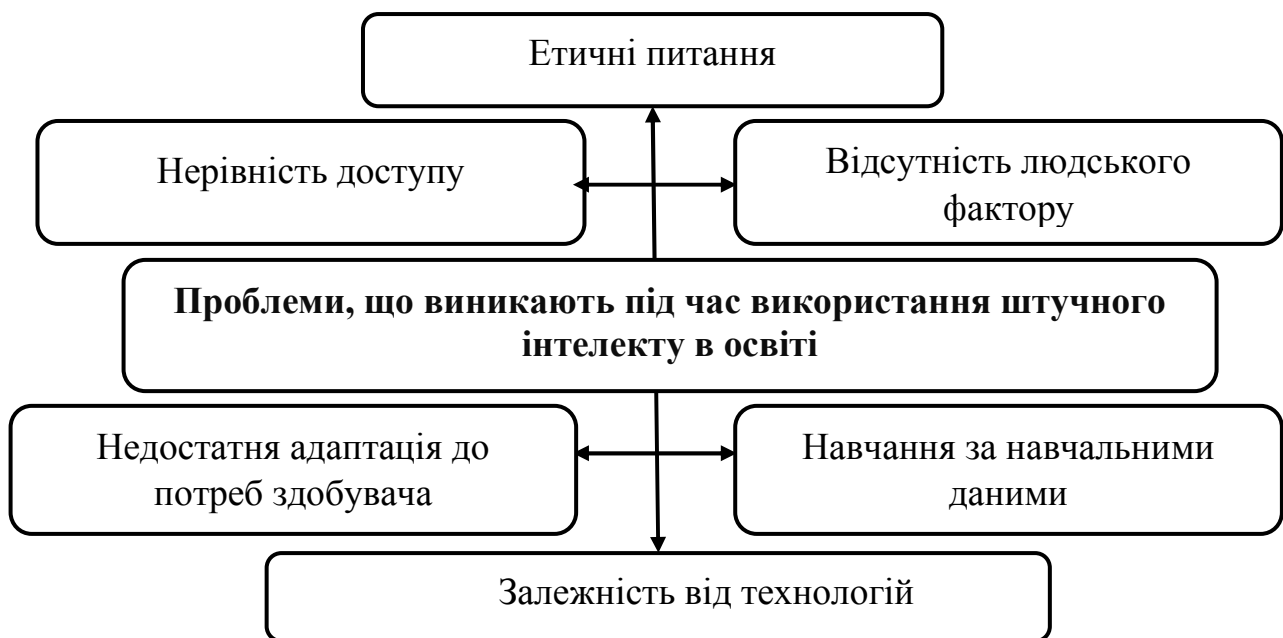 Етичні питання
Нерівність доступу
Відсутність людського
фактору
Проблеми, що виникають під час використання штучного
інтелекту в освіті
Недостатня адаптація до
потреб здобувача
Навчання за навчальними
даними
Залежність від технологій